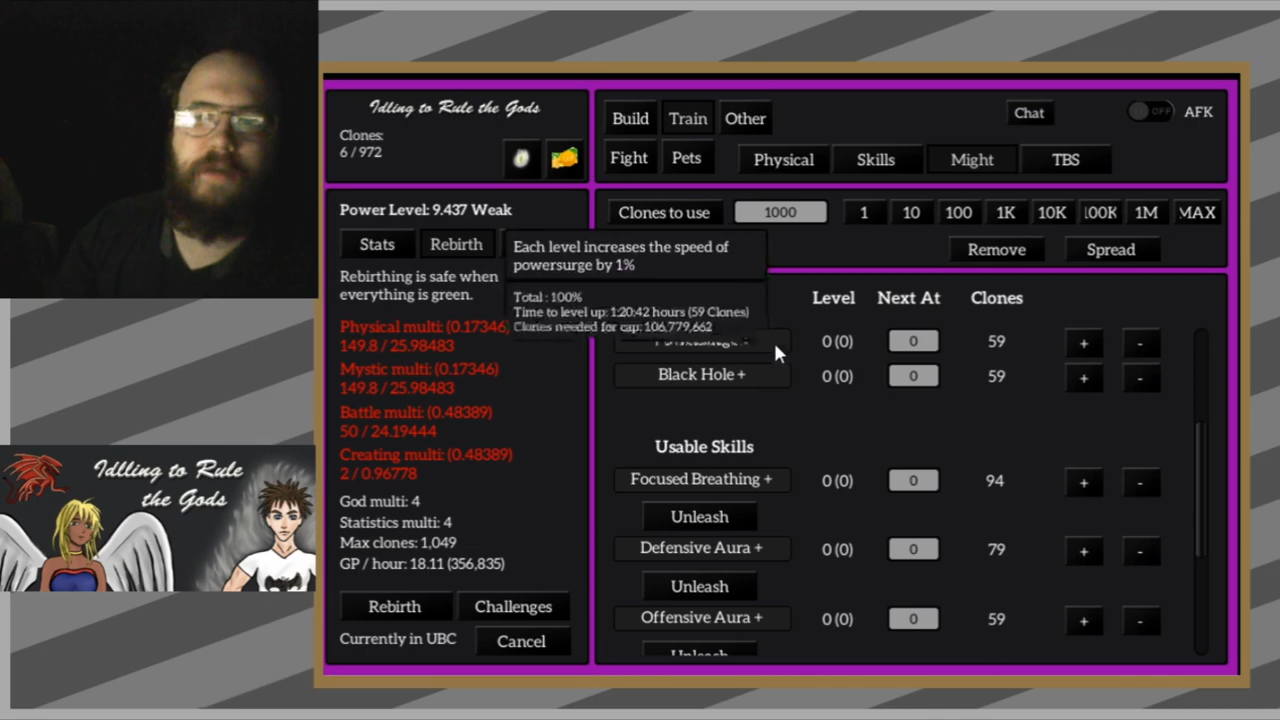 Idling to Rule the Gods
Clones:
6 / 972
Build
Train
Other
Chat
OFF
AFK
Fight
Pets
Physical
Skills
Might
TBS
Power Level: 9.437 Weak
Stats
Rebirth
Rebirthing is safe when
everything is green.
Physical multi: (0.17346)
149.8 / 25.98483
Mystic multi: (0.17346)
149.8 / 25.98483
Battle multi: (0.48389)
50 / 24.19444
Creating multi: (0.48389)
2 / 0.96778
God multi: 4
Statistics multi: 4
Max clones: 1,049
GP / hour: 18.11 (356,835)
Rebirth
Challenges
Currently in UBC
Cancel
Clones to use
1000
1
10
100
1K
10K
100K
1M
MAX
Remove
Spread
Each level increases the speed of
powersurge by 1%
Total : 100%
Time to level up: 1:20:42 hours (59 Clones)
Clones needed for cap: 106,779,662
Level
Next At
Clones
0 (0)
0
59
+
-
Black Hole +
0 (0)
0
59
+
-
Usable Skills
Focused Breathing +
0 (0)
0
94
+
-
Unleash
Defensive Aura +
0 (0)
0
79
+
-
Unleash
Offensive Aura +
0 (0)
0
59
+
-
Unleash
Idlling to Rule
the Gods